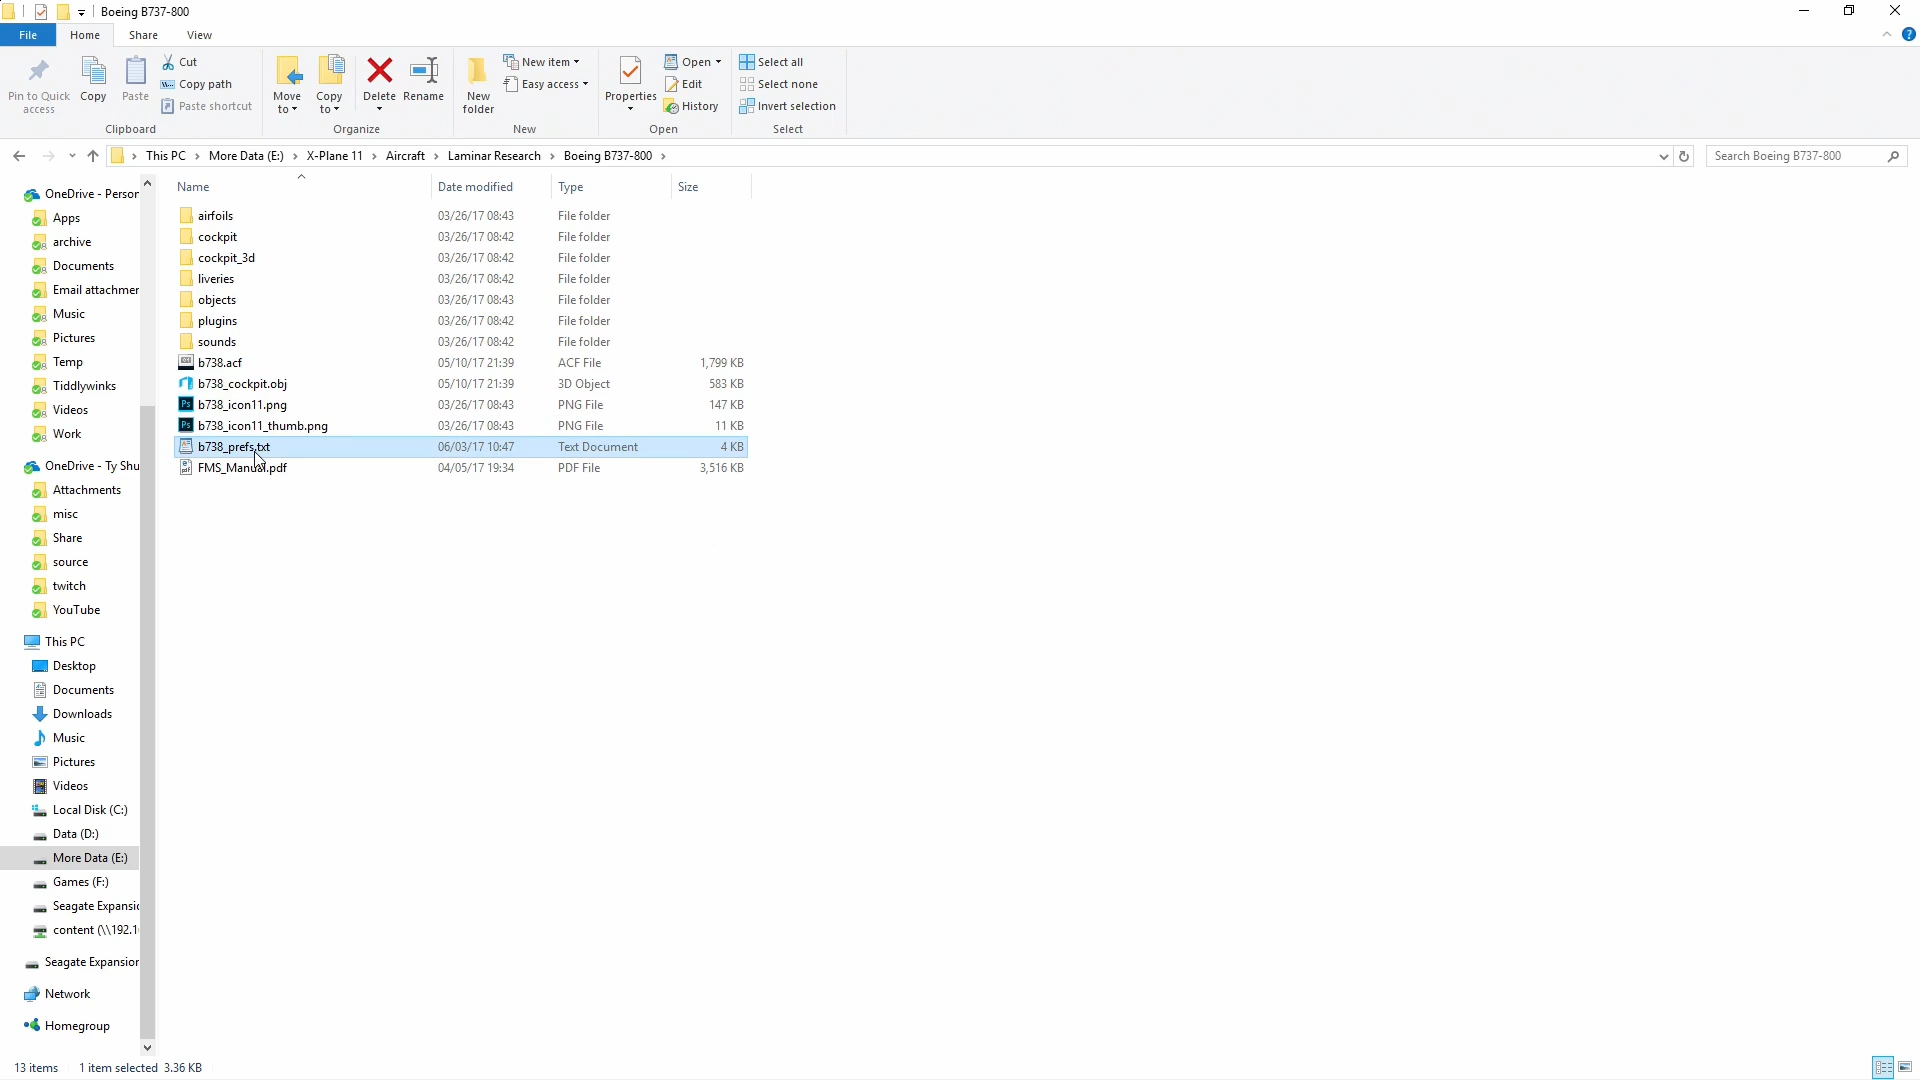 Boeing B737-800
File Home Share View
Pin to Quick access
Copy
Paste
Cut
Copy path
Paste shortcut
Clipboard
Move to
Copy to
Delete
Rename
Organize
New folder
New item
Easy access
New
Properties
Open
Edit
History
Open
Select all
Select none
Invert selection
Select
This PC > More Data (E:) > X-Plane 11 > Aircraft > Laminar Research > Boeing B737-800 >
Search Boeing B737-800
OneDrive - Person
Apps
archive
Documents
Email attachmen
Music
Pictures
Temp
Tiddlywinks
Videos
Work
OneDrive - Ty Shu
Attachments
misc
Share
source
twitch
YouTube
This PC
Desktop
Documents
Downloads
Music
Pictures
Videos
Local Disk (C:)
Data (D:)
More Data (E:)
Games (F:)
Seagate Expansio
content (\\192.1
Seagate Expansion
Network
Homegroup
Name Date modified Type Size
airfoils 03/26/17 08:43 File folder
cockpit 03/26/17 08:42 File folder
cockpit_3d 03/26/17 08:42 File folder
liveries 03/26/17 08:42 File folder
objects 03/26/17 08:43 File folder
plugins 03/26/17 08:42 File folder
sounds 03/26/17 08:42 File folder
b738.acf 05/10/17 21:39 ACF File 1,799 KB
b738_cockpit.obj 05/10/17 21:39 3D Object 583 KB
b738_icon11.png 03/26/17 08:43 PNG File 147 KB
b738_icon11_thumb.png 03/26/17 08:43 PNG File 11 KB
b738_prefs.txt 06/03/17 10:47 Text Document 4 KB
FMS_Manual.pdf 04/05/17 19:34 PDF File 3,516 KB
13 items 1 item selected 3.36 KB